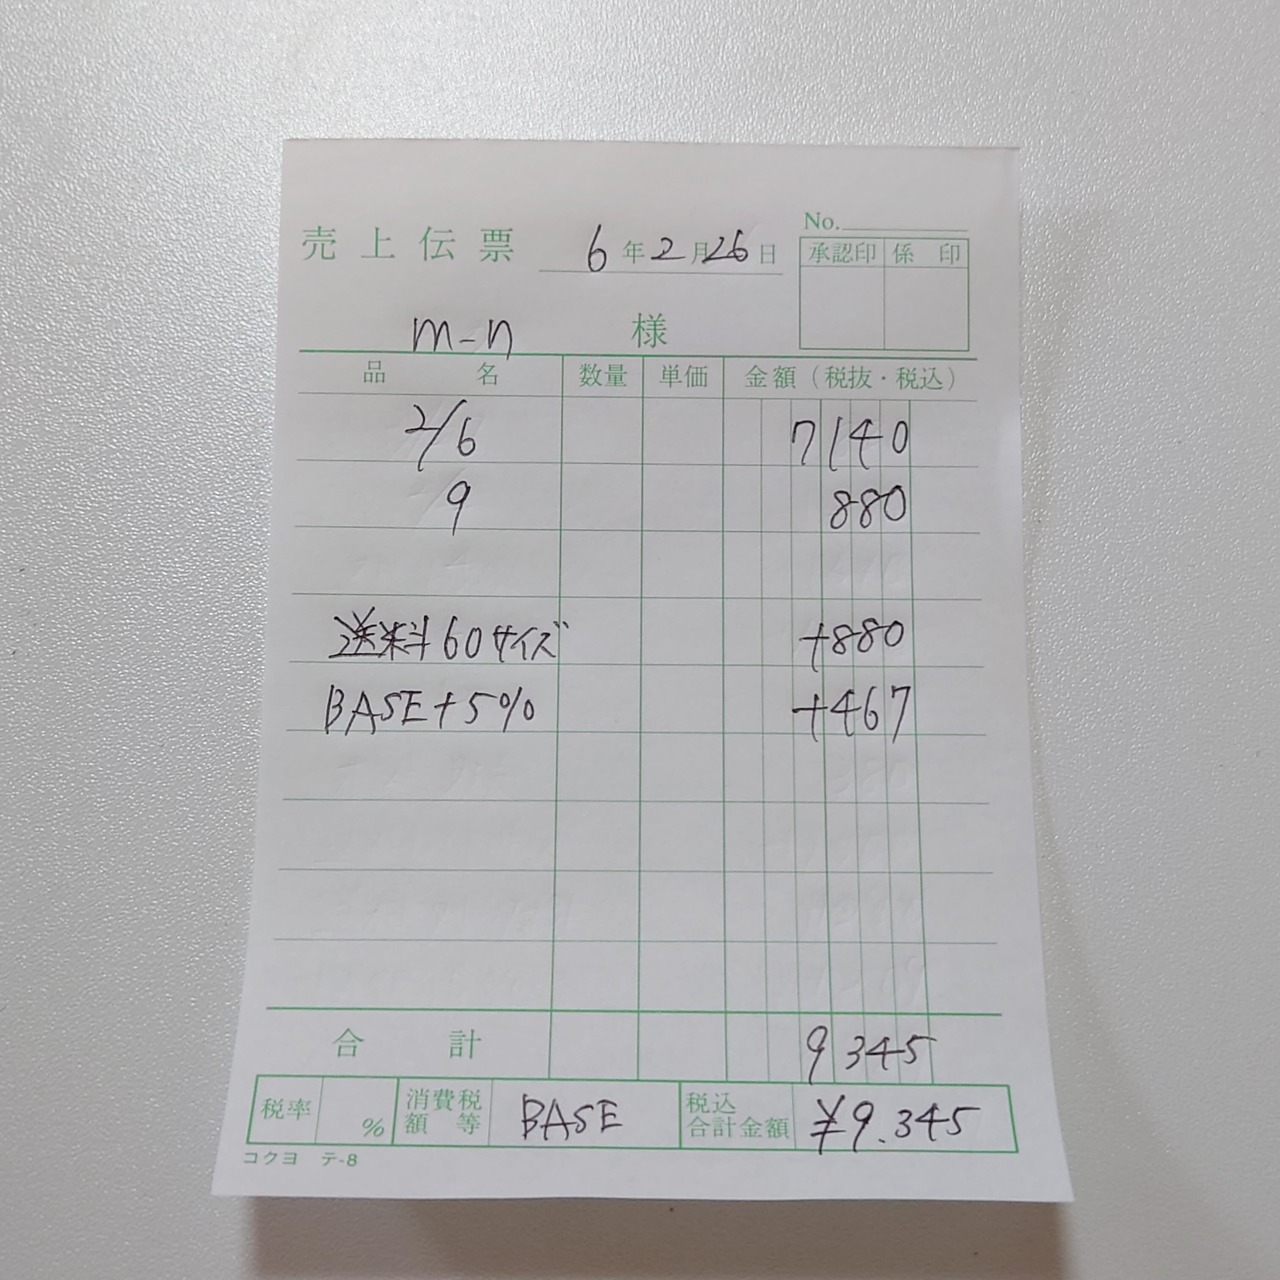 No.
売上伝票 6年2月26日
承認印 係印
m-n 様
品名 数量 単価 金額（税抜・税込）
2/6 7140
9 880
送料60サイズ +880
BASE+5% +467
合計 9345
税率 % 消費税額等 BASE 税込合計金額 ¥9.345
コクヨ テ-8